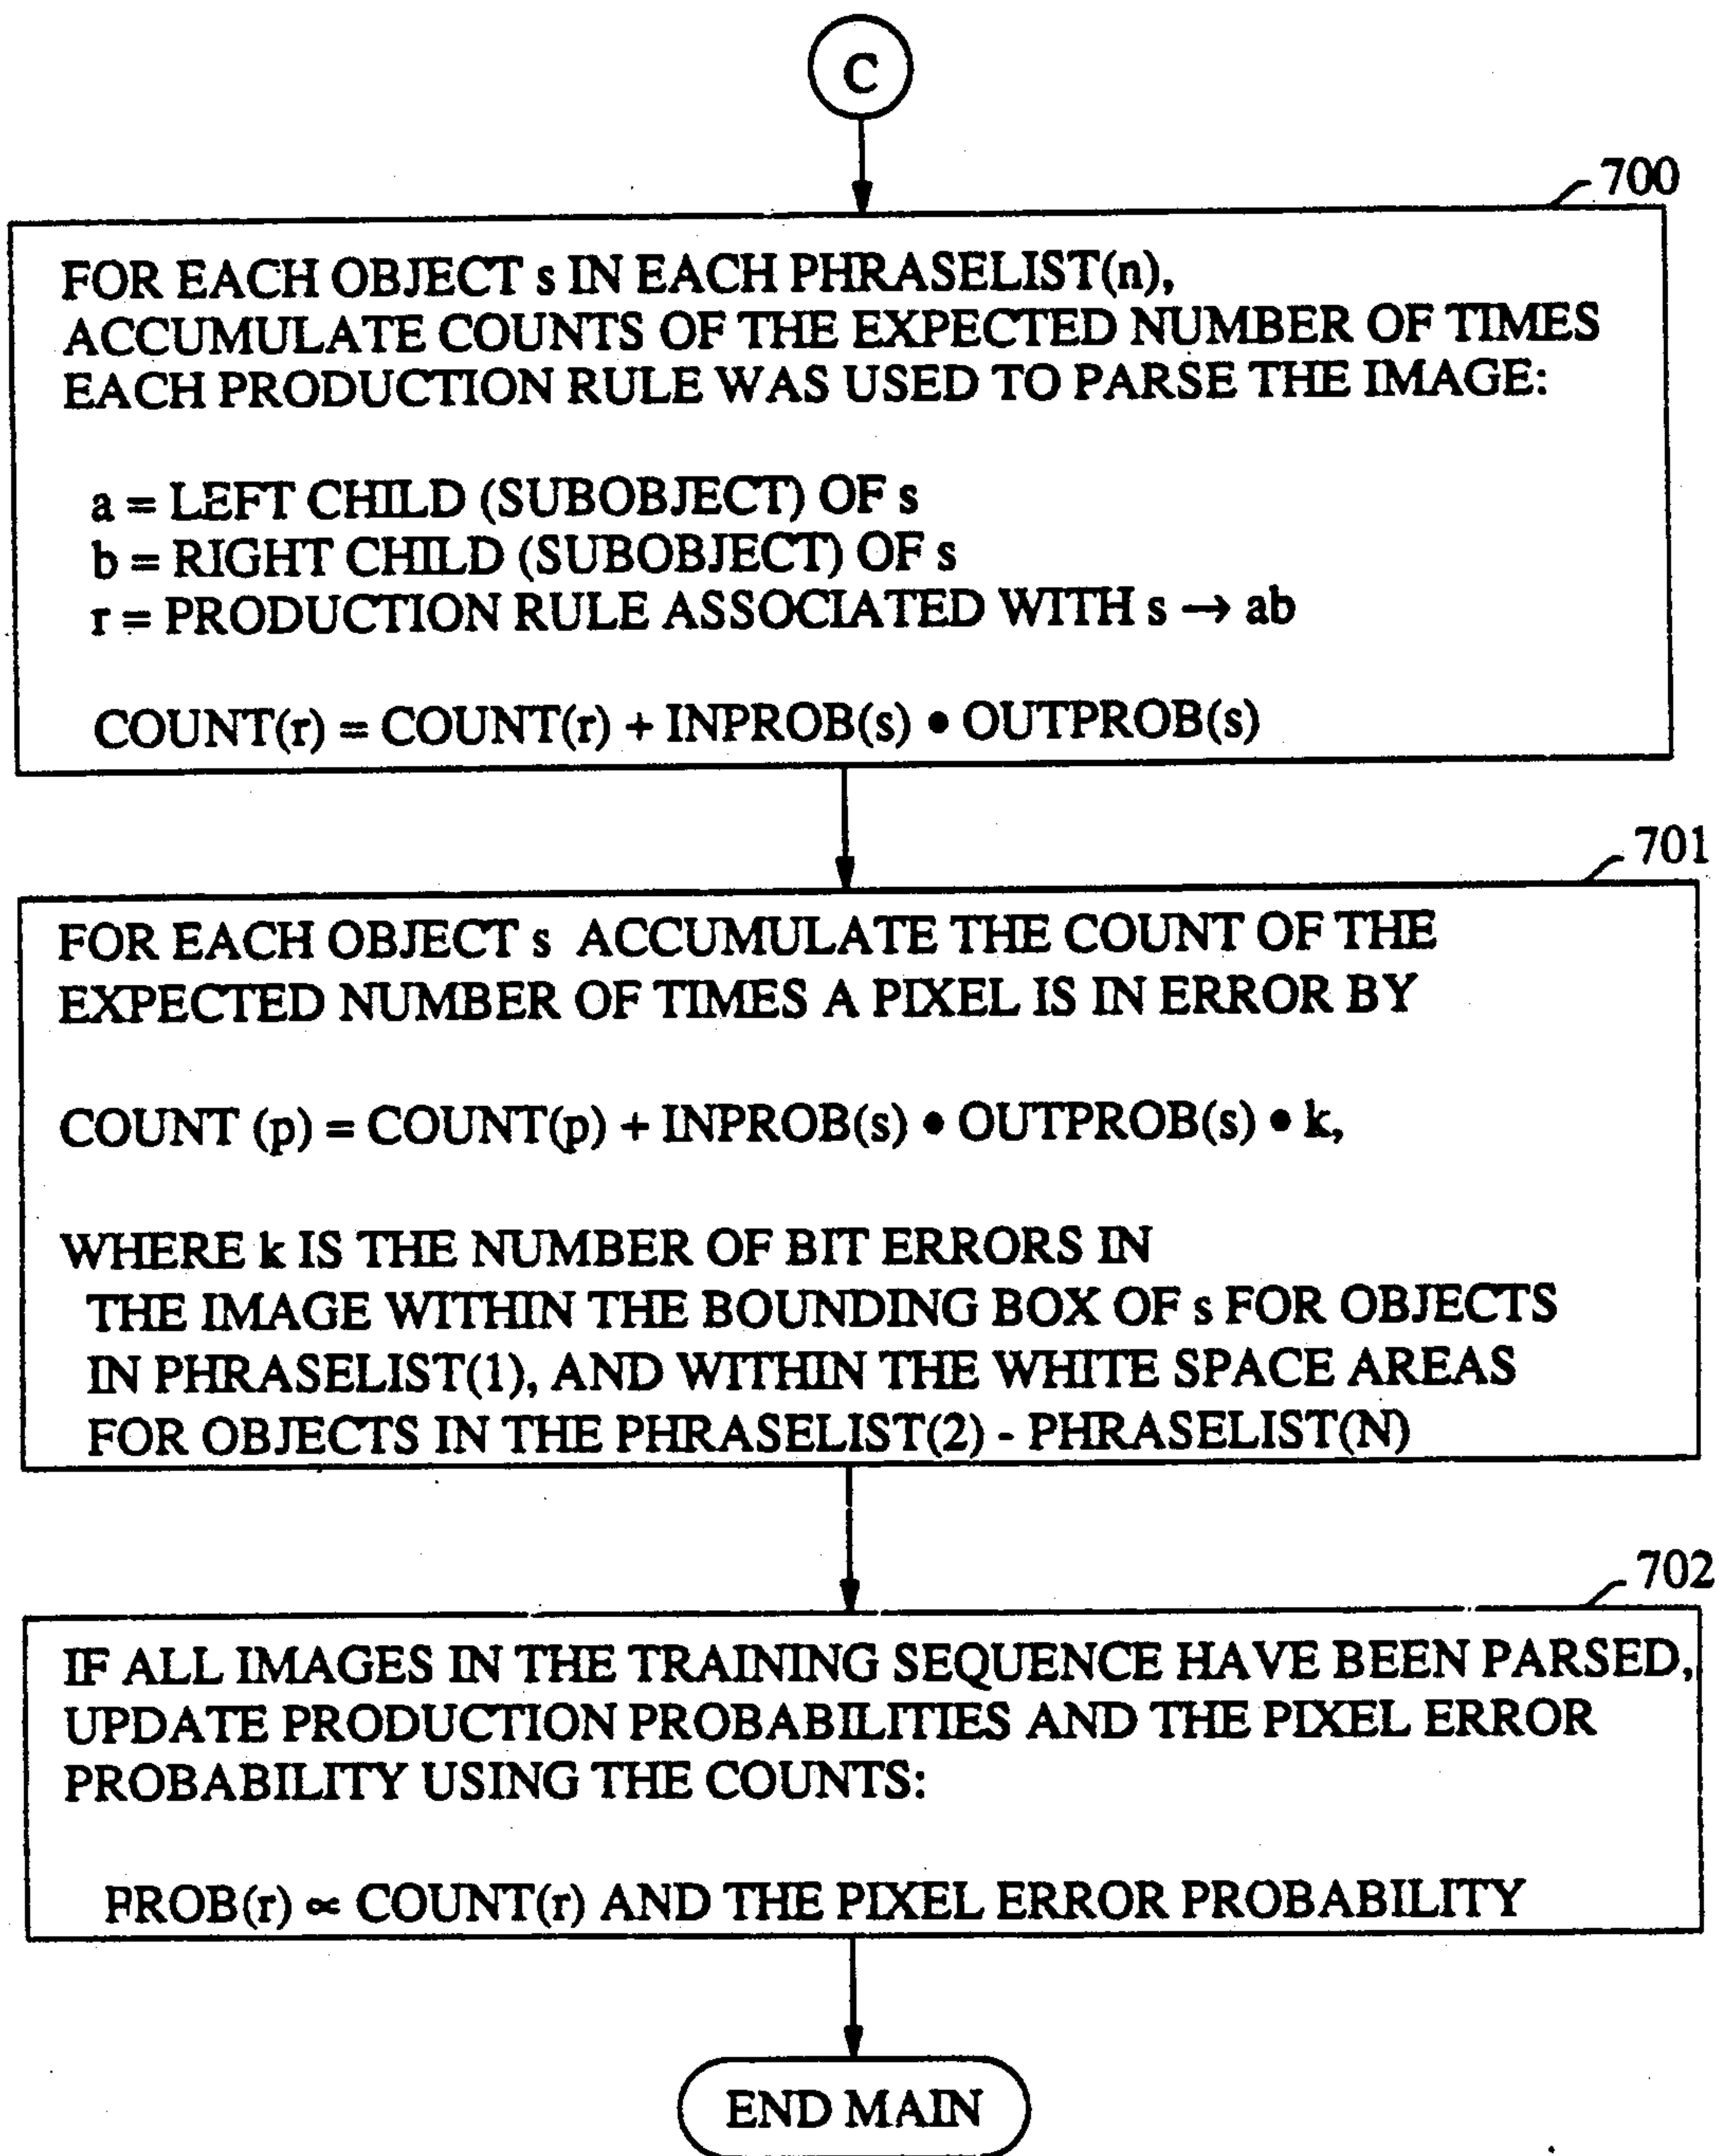 C
700
FOR EACH OBJECT s IN EACH PHRASELIST(n),
ACCUMULATE COUNTS OF THE EXPECTED NUMBER OF TIMES
EACH PRODUCTION RULE WAS USED TO PARSE THE IMAGE:
a = LEFT CHILD (SUBOBJECT) OF s
b = RIGHT CHILD (SUBOBJECT) OF s
r = PRODUCTION RULE ASSOCIATED WITH s → ab
COUNT(r) = COUNT(r) + INPROB(s) • OUTPROB(s)
701
FOR EACH OBJECT s ACCUMULATE THE COUNT OF THE
EXPECTED NUMBER OF TIMES A PIXEL IS IN ERROR BY
COUNT (p) = COUNT(p) + INPROB(s) • OUTPROB(s) • k,
WHERE k IS THE NUMBER OF BIT ERRORS IN
THE IMAGE WITHIN THE BOUNDING BOX OF s FOR OBJECTS
IN PHRASELIST(1), AND WITHIN THE WHITE SPACE AREAS
FOR OBJECTS IN THE PHRASELIST(2) - PHRASELIST(N)
702
IF ALL IMAGES IN THE TRAINING SEQUENCE HAVE BEEN PARSED,
UPDATE PRODUCTION PROBABILITIES AND THE PIXEL ERROR
PROBABILITY USING THE COUNTS:
PROB(r) ∝ COUNT(r) AND THE PIXEL ERROR PROBABILITY
END MAIN